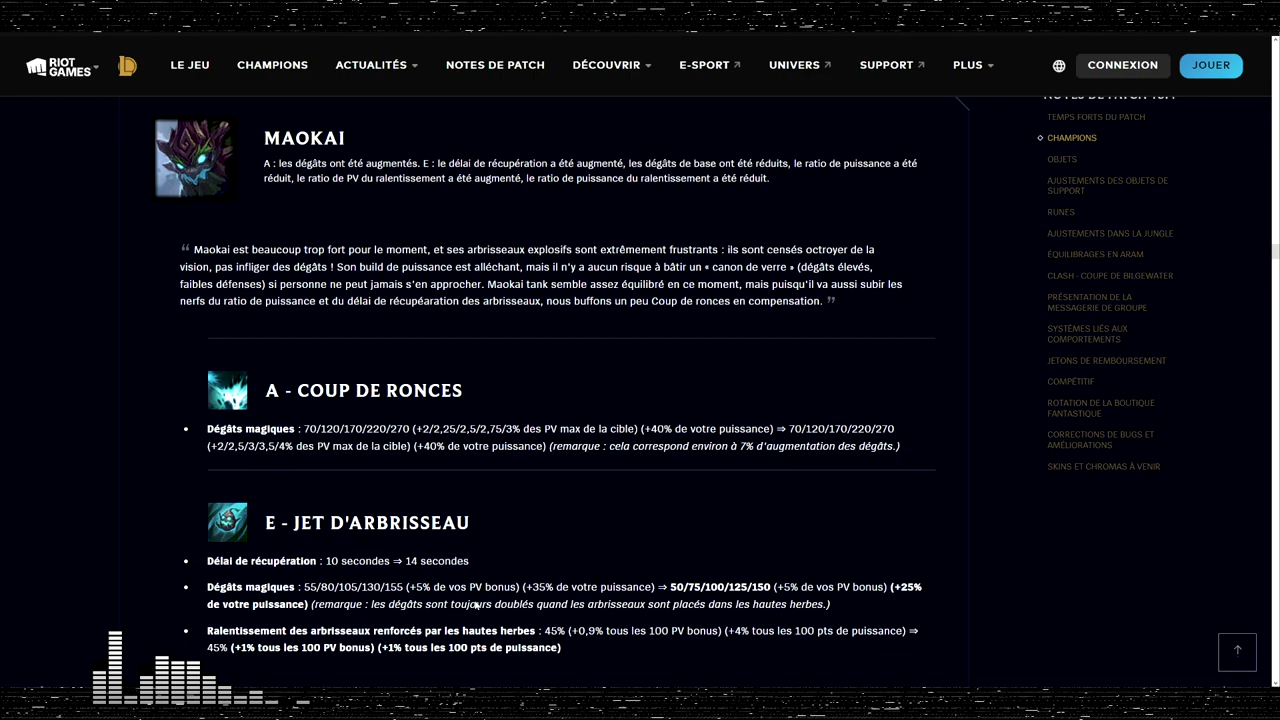 RIOT GAMES
LE JEU
CHAMPIONS
ACTUALITÉS
NOTES DE PATCH
DÉCOUVRIR
E-SPORT
UNIVERS
SUPPORT
PLUS
CONNEXION
JOUER
MAOKAI
A : les dégâts ont été augmentés. E : le délai de récupération a été augmenté, les dégâts de base ont été réduits, le ratio de puissance a été
réduit, le ratio de PV du ralentissement a été augmenté, le ratio de puissance du ralentissement a été réduit.
“ Maokai est beaucoup trop fort pour le moment, et ses arbrisseaux explosifs sont extrêmement frustrants : ils sont censés octroyer de la
vision, pas infliger des dégâts ! Son build de puissance est alléchant, mais il n'y a aucun risque à bâtir un « canon de verre » (dégâts élevés,
faibles défenses) si personne ne peut jamais s'en approcher. Maokai tank semble assez équilibré en ce moment, mais puisqu'il va aussi subir les
nerfs du ratio de puissance et du délai de récupéaration des arbrisseaux, nous buffons un peu Coup de ronces en compensation. ”
A - COUP DE RONCES
• Dégâts magiques : 70/120/170/220/270 (+2/2,25/2,5/2,75/3% des PV max de la cible) (+40% de votre puissance) ⇒ 70/120/170/220/270
(+2/2,5/3/3,5/4% des PV max de la cible) (+40% de votre puissance) (remarque : cela correspond environ à 7% d'augmentation des dégâts.)
E - JET D'ARBRISSEAU
• Délai de récupération : 10 secondes ⇒ 14 secondes
• Dégâts magiques : 55/80/105/130/155 (+5% de vos PV bonus) (+35% de votre puissance) ⇒ 50/75/100/125/150 (+5% de vos PV bonus) (+25%
de votre puissance) (remarque : les dégâts sont toujours doublés quand les arbrisseaux sont placés dans les hautes herbes.)
• Ralentissement des arbrisseaux renforcés par les hautes herbes : 45% (+0,9% tous les 100 PV bonus) (+4% tous les 100 pts de puissance) ⇒
45% (+1% tous les 100 PV bonus) (+1% tous les 100 pts de puissance)
TEMPS FORTS DU PATCH
CHAMPIONS
OBJETS
AJUSTEMENTS DES OBJETS DE
SUPPORT
RUNES
AJUSTEMENTS DANS LA JUNGLE
ÉQUILIBRAGES EN ARAM
CLASH - COUPE DE BILGEWATER
PRÉSENTATION DE LA
MESSAGERIE DE GROUPE
SYSTÈMES LIÉS AUX
COMPORTEMENTS
JETONS DE REMBOURSEMENT
COMPÉTITIF
ROTATION DE LA BOUTIQUE
FANTASTIQUE
CORRECTIONS DE BUGS ET
AMÉLIORATIONS
SKINS ET CHROMAS À VENIR